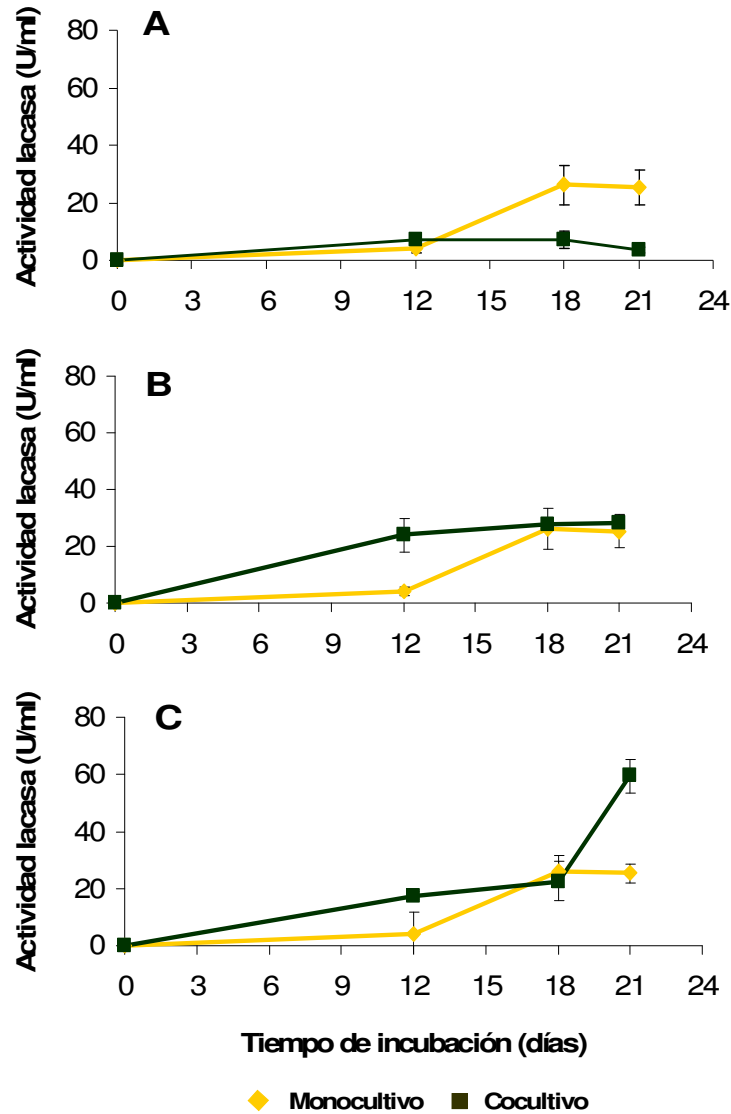 A
Actividad lacasa (U/ml)
80
60
40
20
0
0 3 6 9 12 15 18 21 24
B
Actividad lacasa (U/ml)
80
60
40
20
0
0 3 6 9 12 15 18 21 24
C
Actividad lacasa (U/ml)
80
60
40
20
0
0 3 6 9 12 15 18 21 24
Tiempo de incubación (días)
Monocultivo Cocultivo